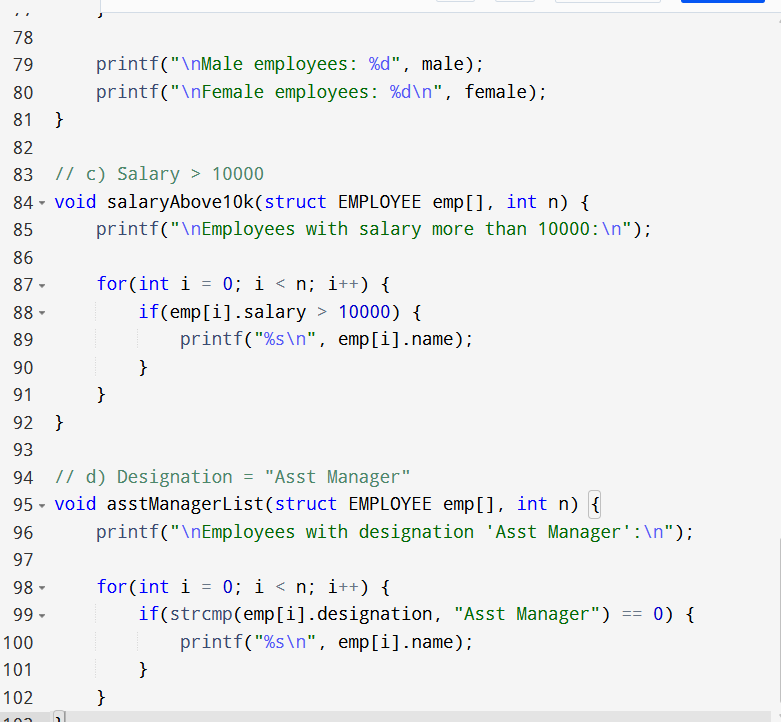 78
79     printf("\nMale employees: %d", male);
80     printf("\nFemale employees: %d\n", female);
81 }
82
83 // c) Salary > 10000
84 void salaryAbove10k(struct EMPLOYEE emp[], int n) {
85     printf("\nEmployees with salary more than 10000:\n");
86
87     for(int i = 0; i < n; i++) {
88         if(emp[i].salary > 10000) {
89             printf("%s\n", emp[i].name);
90         }
91     }
92 }
93
94 // d) Designation = "Asst Manager"
95 void asstManagerList(struct EMPLOYEE emp[], int n) {
96     printf("\nEmployees with designation 'Asst Manager':\n");
97
98     for(int i = 0; i < n; i++) {
99         if(strcmp(emp[i].designation, "Asst Manager") == 0) {
100             printf("%s\n", emp[i].name);
101         }
102     }